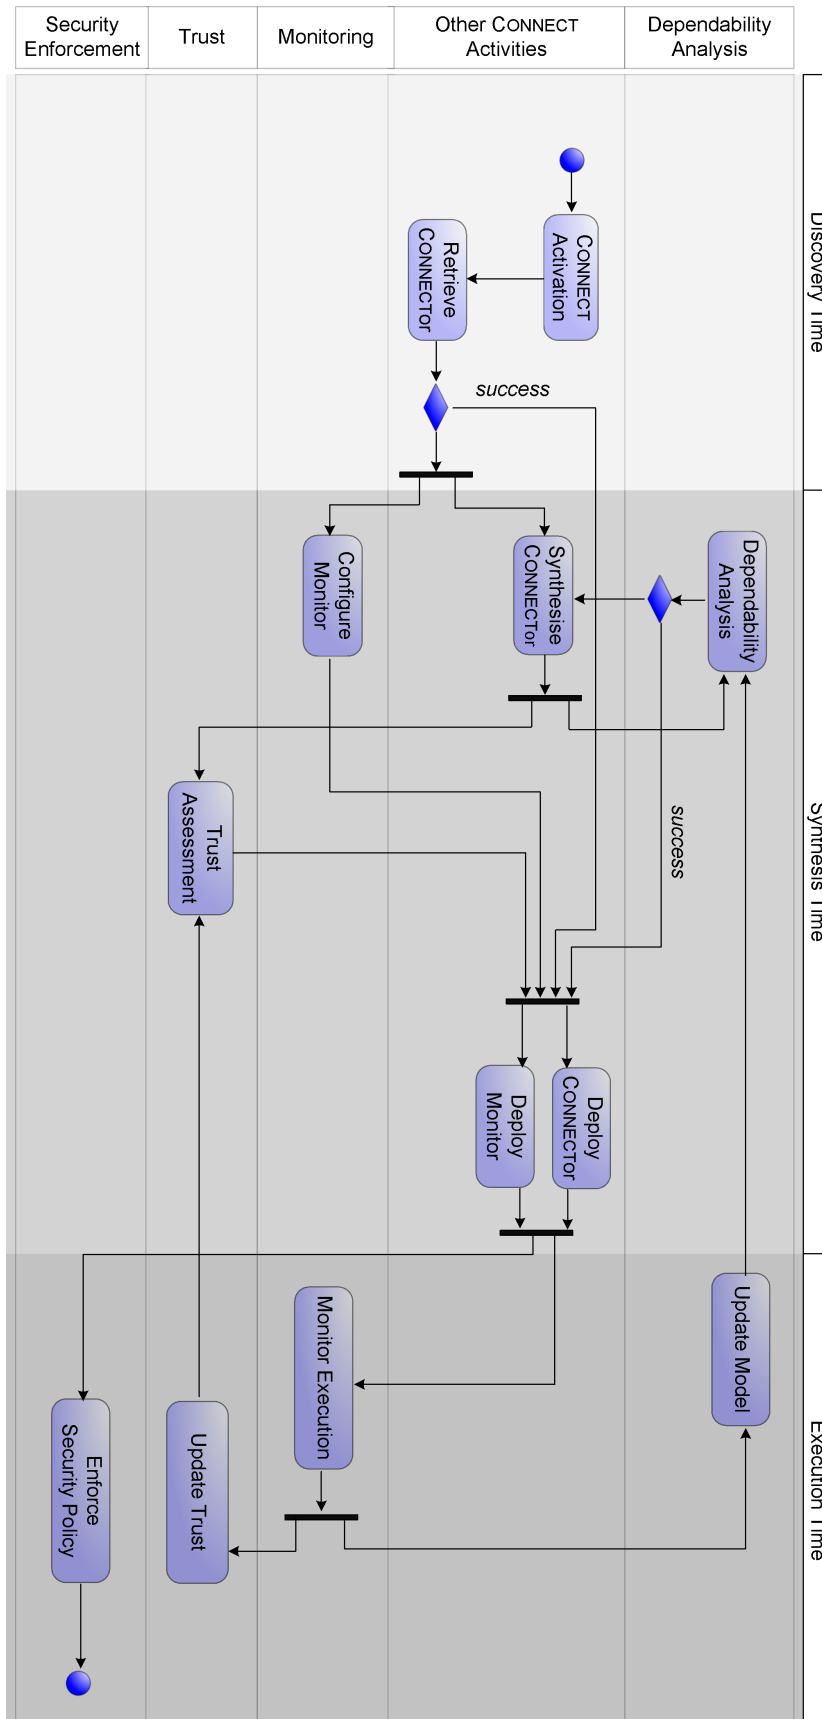 Security
Enforcement
Trust
Monitoring
Other CONNECT
Activities
Dependability
Analysis
Discovery Time
CONNECT
Activation
Retrieve
CONNECTor
success
Synthesis Time
Configure
Monitor
Synthesise
CONNECTor
Dependability
Analysis
Trust
Assessment
success
Deploy
Monitor
Deploy
CONNECTor
Execution Time
Monitor Execution
Update Model
Enforce
Security Policy
Update Trust